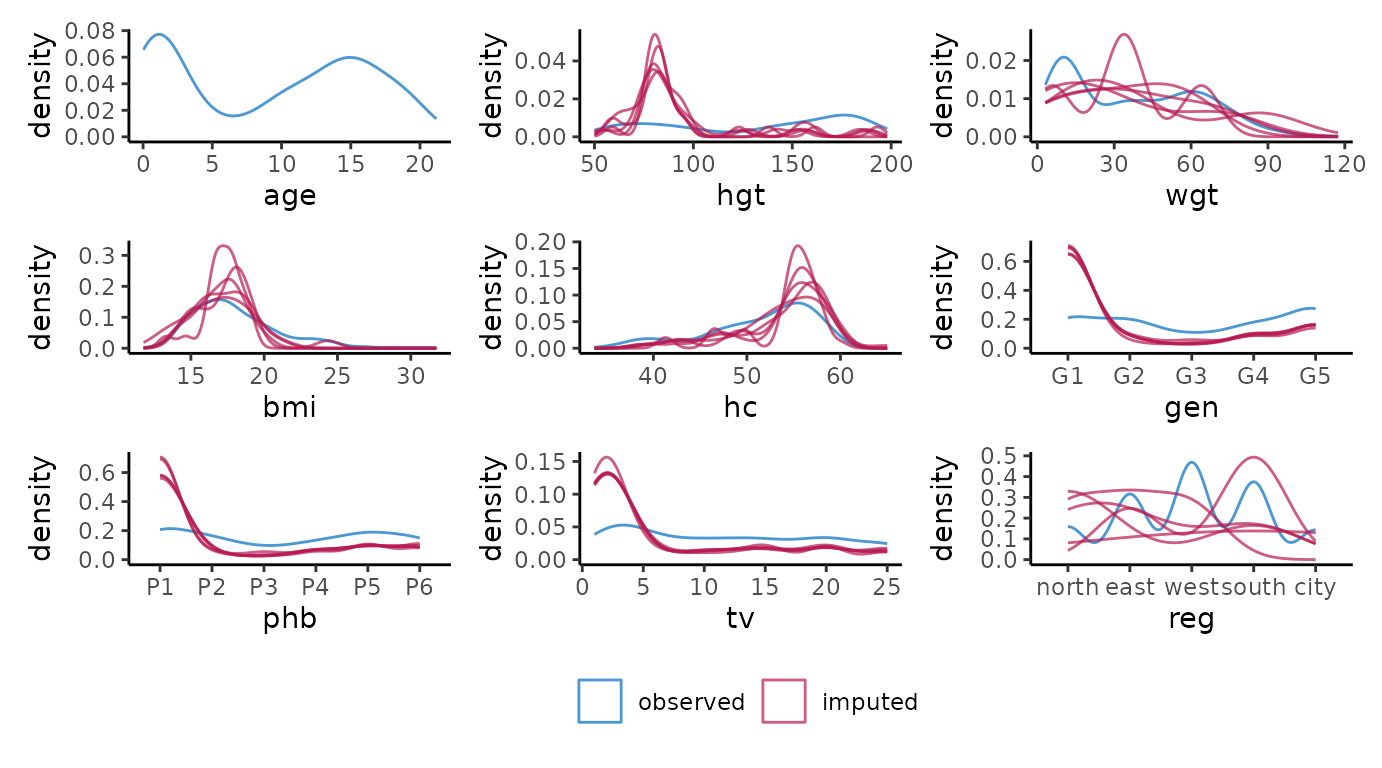 density
0.08
0.06
0.04
0.02
0.00
0 5 10 15 20
age
density
0.04
0.02
0.00
50 100 150 200
hgt
density
0.02
0.01
0.00
0 30 60 90 120
wgt
density
0.3
0.2
0.1
0.0
15 20 25 30
bmi
density
0.20
0.15
0.10
0.05
0.00
40 50 60
hc
density
0.6
0.4
0.2
0.0
G1 G2 G3 G4 G5
gen
density
0.6
0.4
0.2
0.0
P1 P2 P3 P4 P5 P6
phb
density
0.15
0.10
0.05
0.00
0 5 10 15 20 25
tv
density
0.5
0.4
0.3
0.2
0.1
0.0
north east west south city
reg
observed imputed